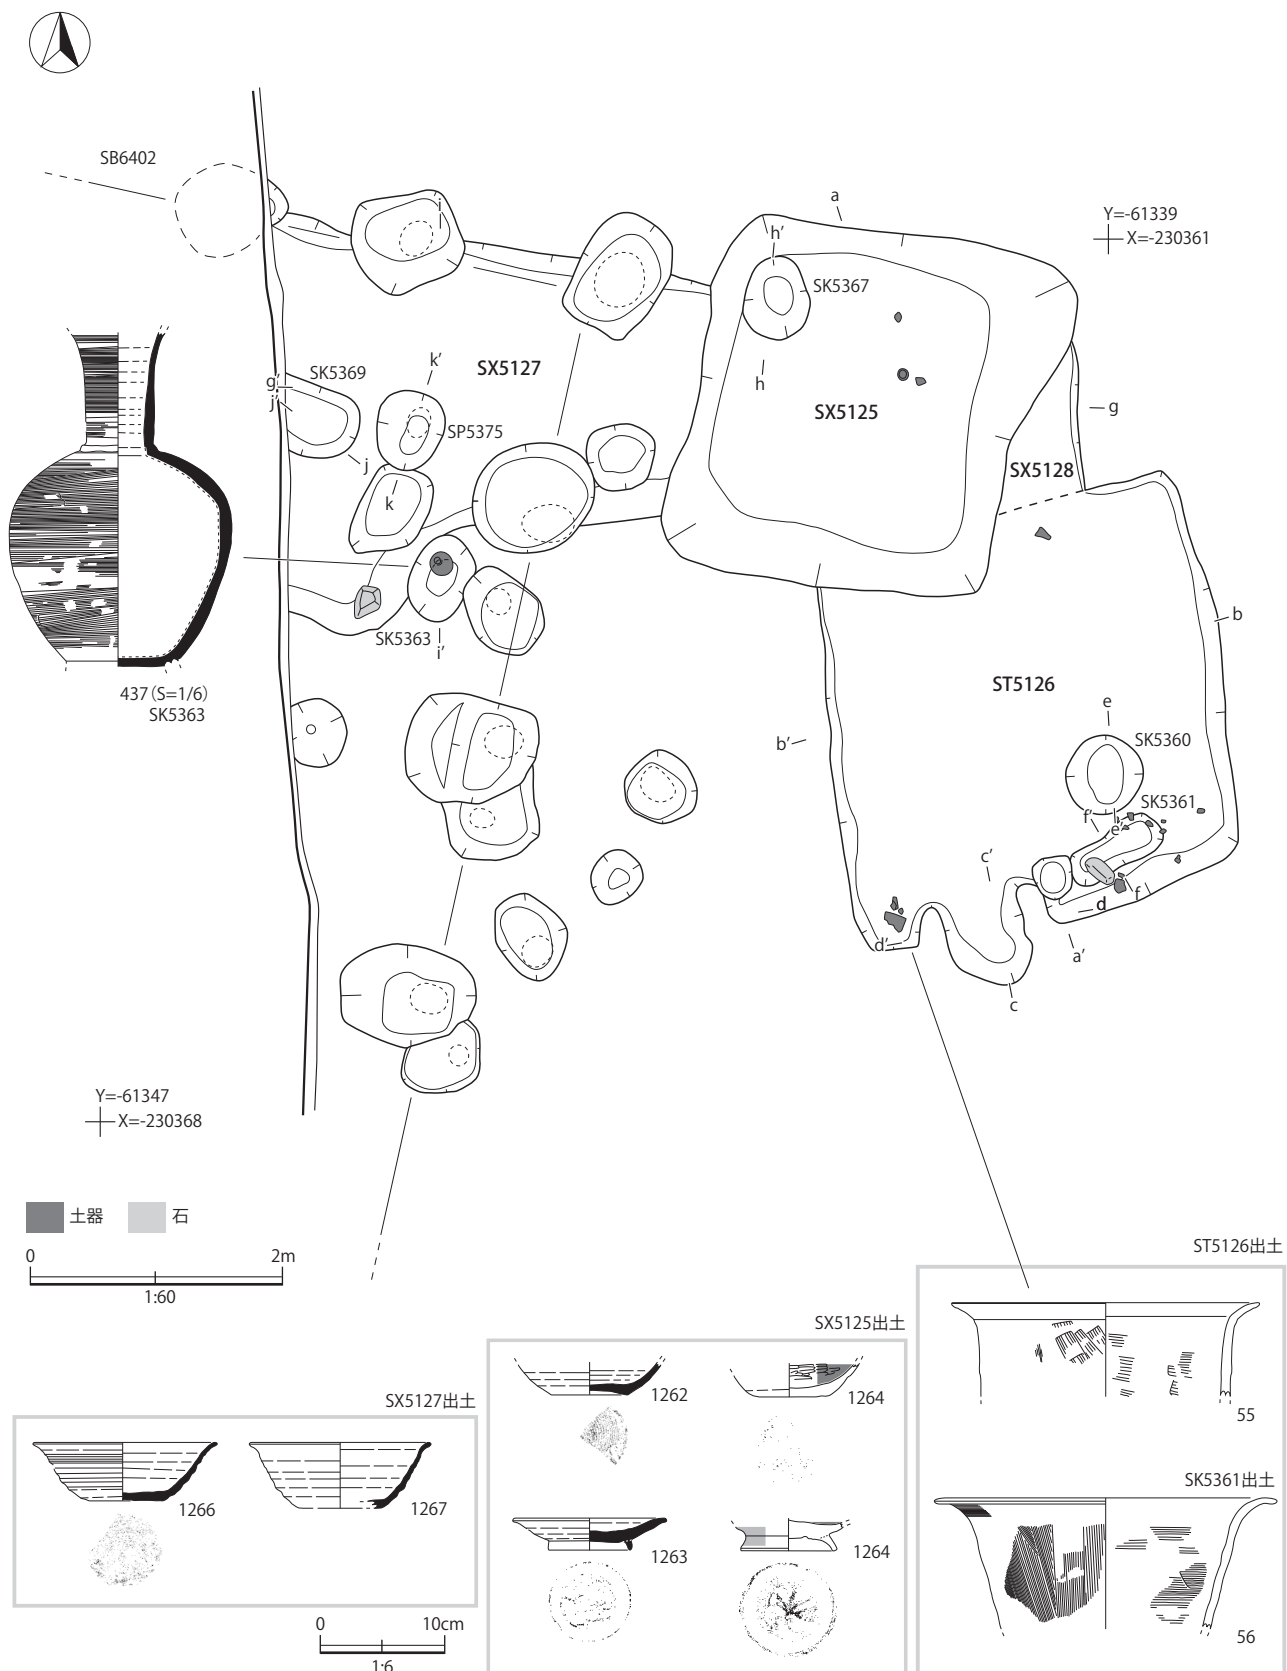 SB6402
a
Y=-61339
X=-230361
i
h'
SK5367
k'
SK5369
g'
j'
SX5127
h
SX5125
g
SP5375
j
k
SX5128
SK5363
i'
b
437(S=1/6)
SK5363
ST5126
b'
e
SK5360
SK5361
f'
e'
c'
f
d
d'
a'
c
Y=-61347
X=-230368
土器
石
0
2m
1:60
ST5126出土
55
SK5361出土
56
SX5125出土
1262
1264
1263
1264
SX5127出土
1266
1267
0
10cm
1:6